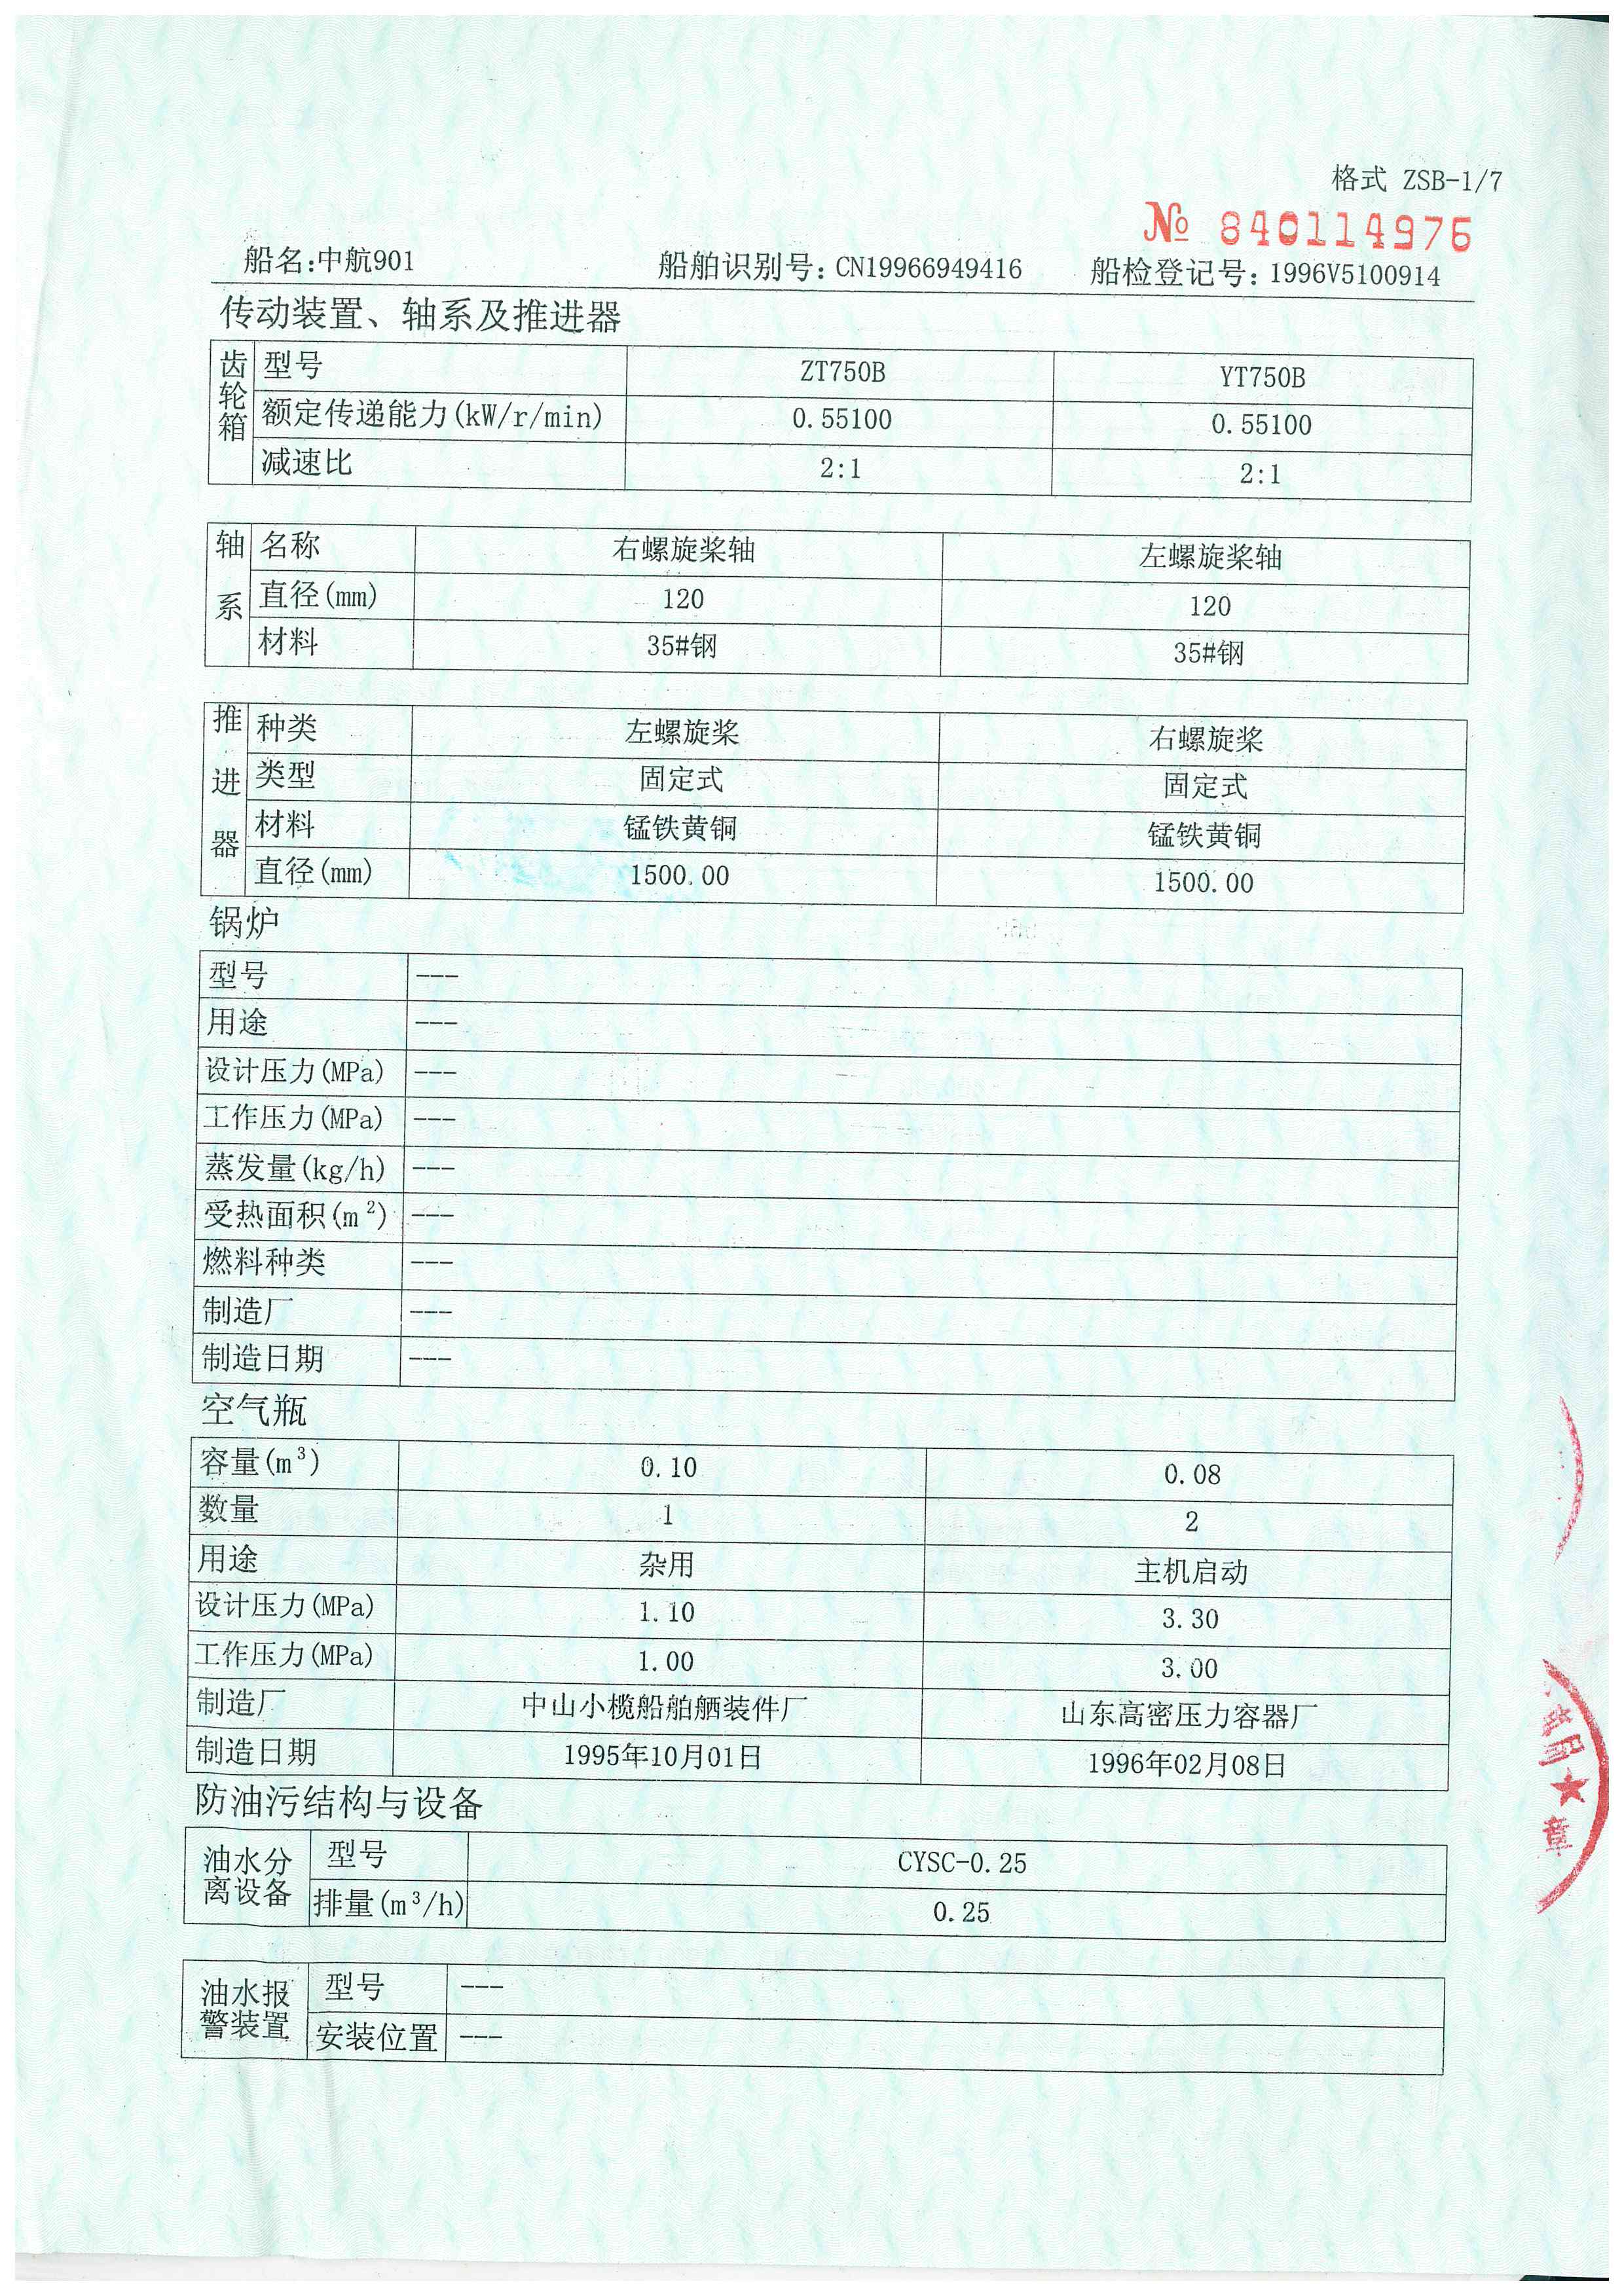 格式 ZSB-1/7
№ 840114976
船名:中航901 船舶识别号:CN19966949416 船检登记号:1996V5100914
传动装置、轴系及推进器
齿轮箱
型号 ZT750B YT750B
额定传递能力(kW/r/min) 0.55100 0.55100
减速比 2:1 2:1
轴系
名称 右螺旋桨轴 左螺旋桨轴
直径(mm) 120 120
材料 35#钢 35#钢
推进器
种类 左螺旋桨 右螺旋桨
类型 固定式 固定式
材料 锰铁黄铜 锰铁黄铜
直径(mm) 1500.00 1500.00
锅炉
型号 ---
用途 ---
设计压力(MPa) ---
工作压力(MPa) ---
蒸发量(kg/h) ---
受热面积(m²) ---
燃料种类 ---
制造厂 ---
制造日期 ---
空气瓶
容量(m³) 0.10 0.08
数量 1 2
用途 杂用 主机启动
设计压力(MPa) 1.10 3.30
工作压力(MPa) 1.00 3.00
制造厂 中山小榄船舶舾装件厂 山东高密压力容器厂
制造日期 1995年10月01日 1996年02月08日
防油污结构与设备
油水分离设备
型号 CYSC-0.25
排量(m³/h) 0.25
油水报警装置
型号 ---
安装位置 ---
章